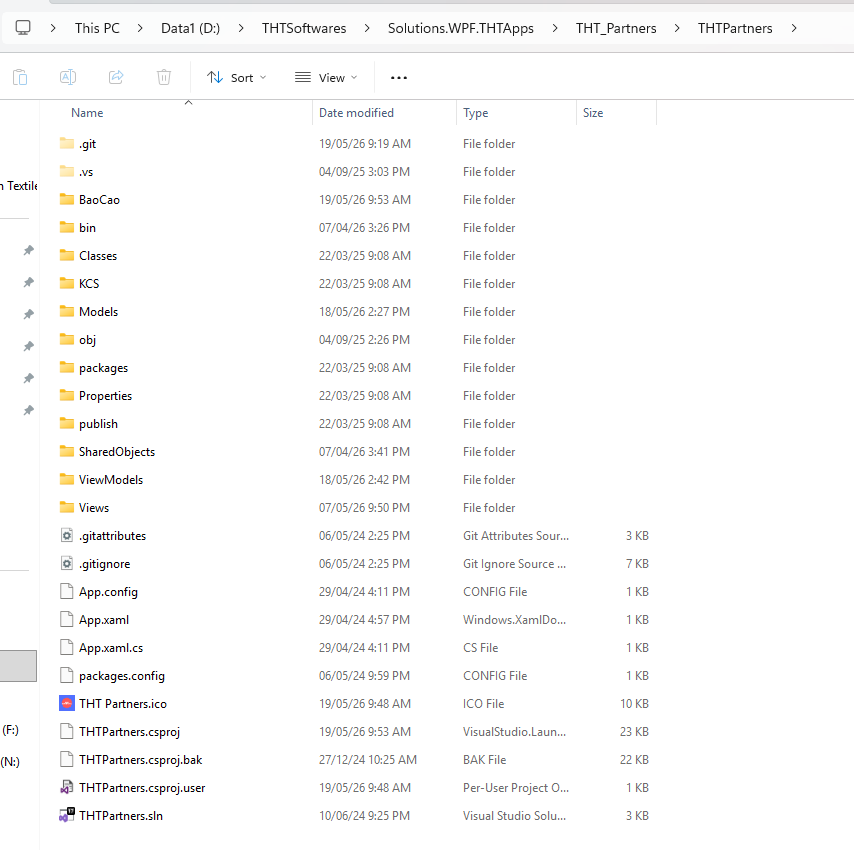 This PC > Data1 (D:) > THTSoftwares > Solutions.WPF.THTApps > THT_Partners > THTPartners >
Sort View ...
Name Date modified Type Size
.git 19/05/26 9:19 AM File folder
.vs 04/09/25 3:03 PM File folder
n Textile
BaoCao 19/05/26 9:53 AM File folder
bin 07/04/26 3:26 PM File folder
Classes 22/03/25 9:08 AM File folder
KCS 22/03/25 9:08 AM File folder
Models 18/05/26 2:27 PM File folder
obj 04/09/25 2:26 PM File folder
packages 22/03/25 9:08 AM File folder
Properties 22/03/25 9:08 AM File folder
publish 22/03/25 9:08 AM File folder
SharedObjects 07/04/26 3:41 PM File folder
ViewModels 18/05/26 2:42 PM File folder
Views 07/05/26 9:50 PM File folder
.gitattributes 06/05/24 2:25 PM Git Attributes Sour... 3 KB
.gitignore 06/05/24 2:25 PM Git Ignore Source ... 7 KB
App.config 29/04/24 4:11 PM CONFIG File 1 KB
App.xaml 29/04/24 4:57 PM Windows.XamlDo... 1 KB
App.xaml.cs 29/04/24 4:11 PM CS File 1 KB
packages.config 06/05/24 9:59 PM CONFIG File 1 KB
THT Partners.ico 19/05/26 9:48 AM ICO File 10 KB
(F:)
THTPartners.csproj 19/05/26 9:53 AM VisualStudio.Laun... 23 KB
(N:)
THTPartners.csproj.bak 27/12/24 10:25 AM BAK File 22 KB
THTPartners.csproj.user 19/05/26 9:48 AM Per-User Project O... 1 KB
THTPartners.sln 10/06/24 9:25 PM Visual Studio Solu... 3 KB